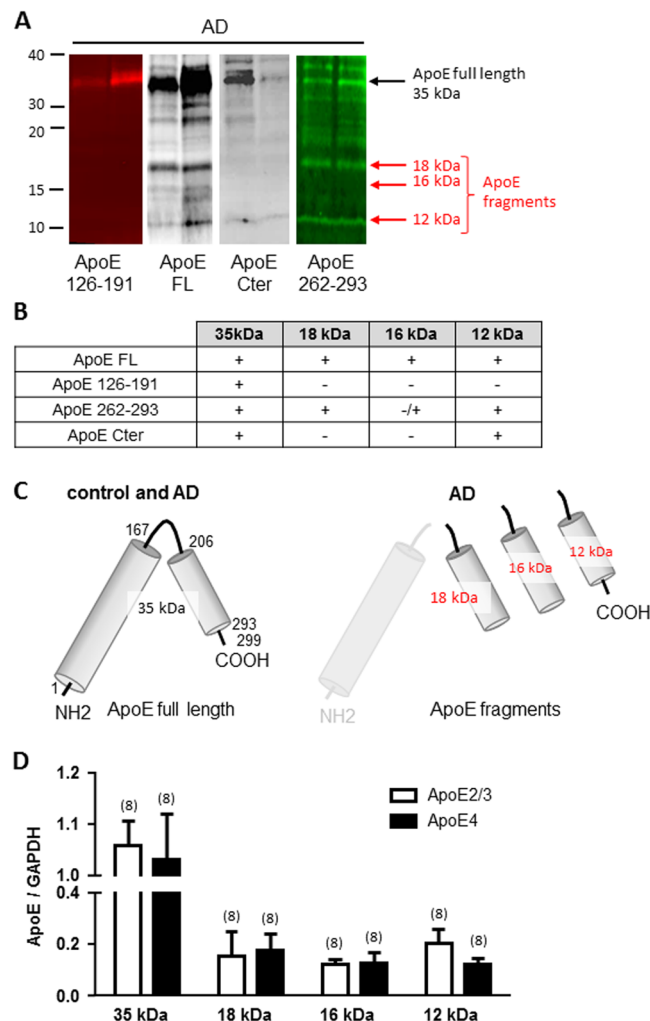 A
AD
40
30
20
15
10
ApoE full length
35 kDa
18 kDa
16 kDa
12 kDa
ApoE
fragments
ApoE
126-191
ApoE
FL
ApoE
Cter
ApoE
262-293
B
35kDa 18 kDa 16 kDa 12 kDa
ApoE FL + + + +
ApoE 126-191 + - - -
ApoE 262-293 + + -/+ +
ApoE Cter + - - +
C
control and AD
167
206
35 kDa
293
299
COOH
1
NH2
ApoE full length
AD
18 kDa
16 kDa
12 kDa
COOH
NH2
ApoE fragments
D
ApoE / GAPDH
1.2
1.1
1.0
0.4
0.2
0.0
(8) (8) (8) (8) (8) (8) (8) (8)
ApoE2/3
ApoE4
35 kDa 18 kDa 16 kDa 12 kDa